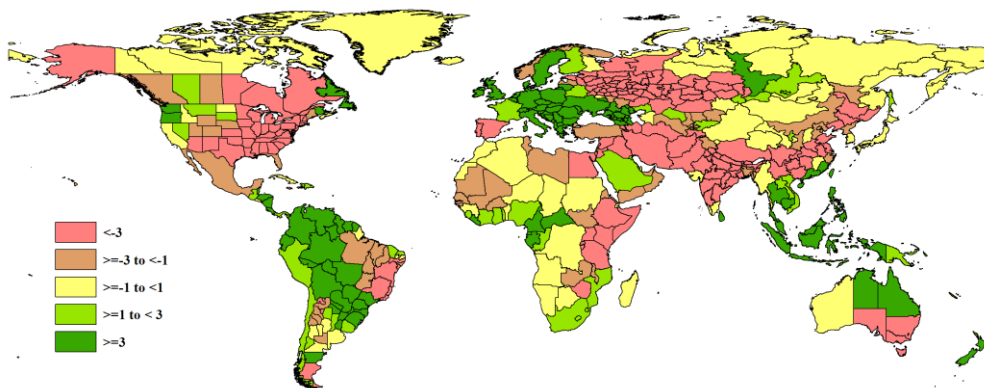 <-3
>=-3 to <-1
>=-1 to <1
>=1 to < 3
>=3